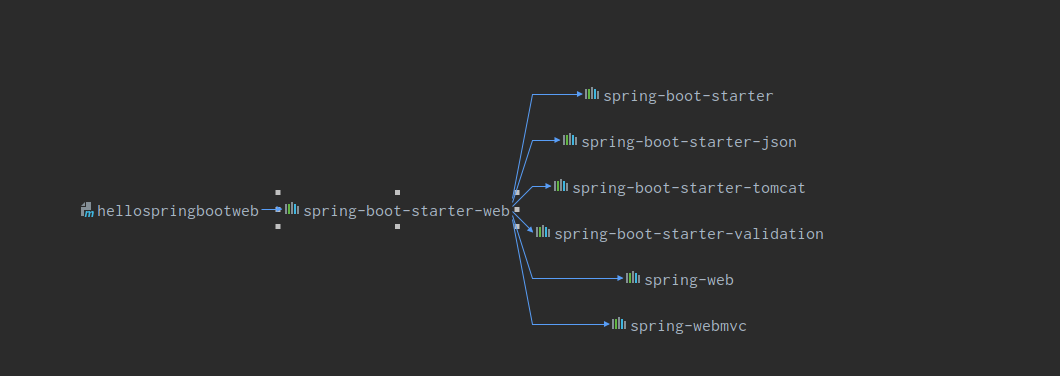 spring-boot-starter
spring-boot-starter-json
spring-boot-starter-tomcat
hellospringbootweb
spring-boot-starter-web
spring-boot-starter-validation
spring-web
spring-webmvc